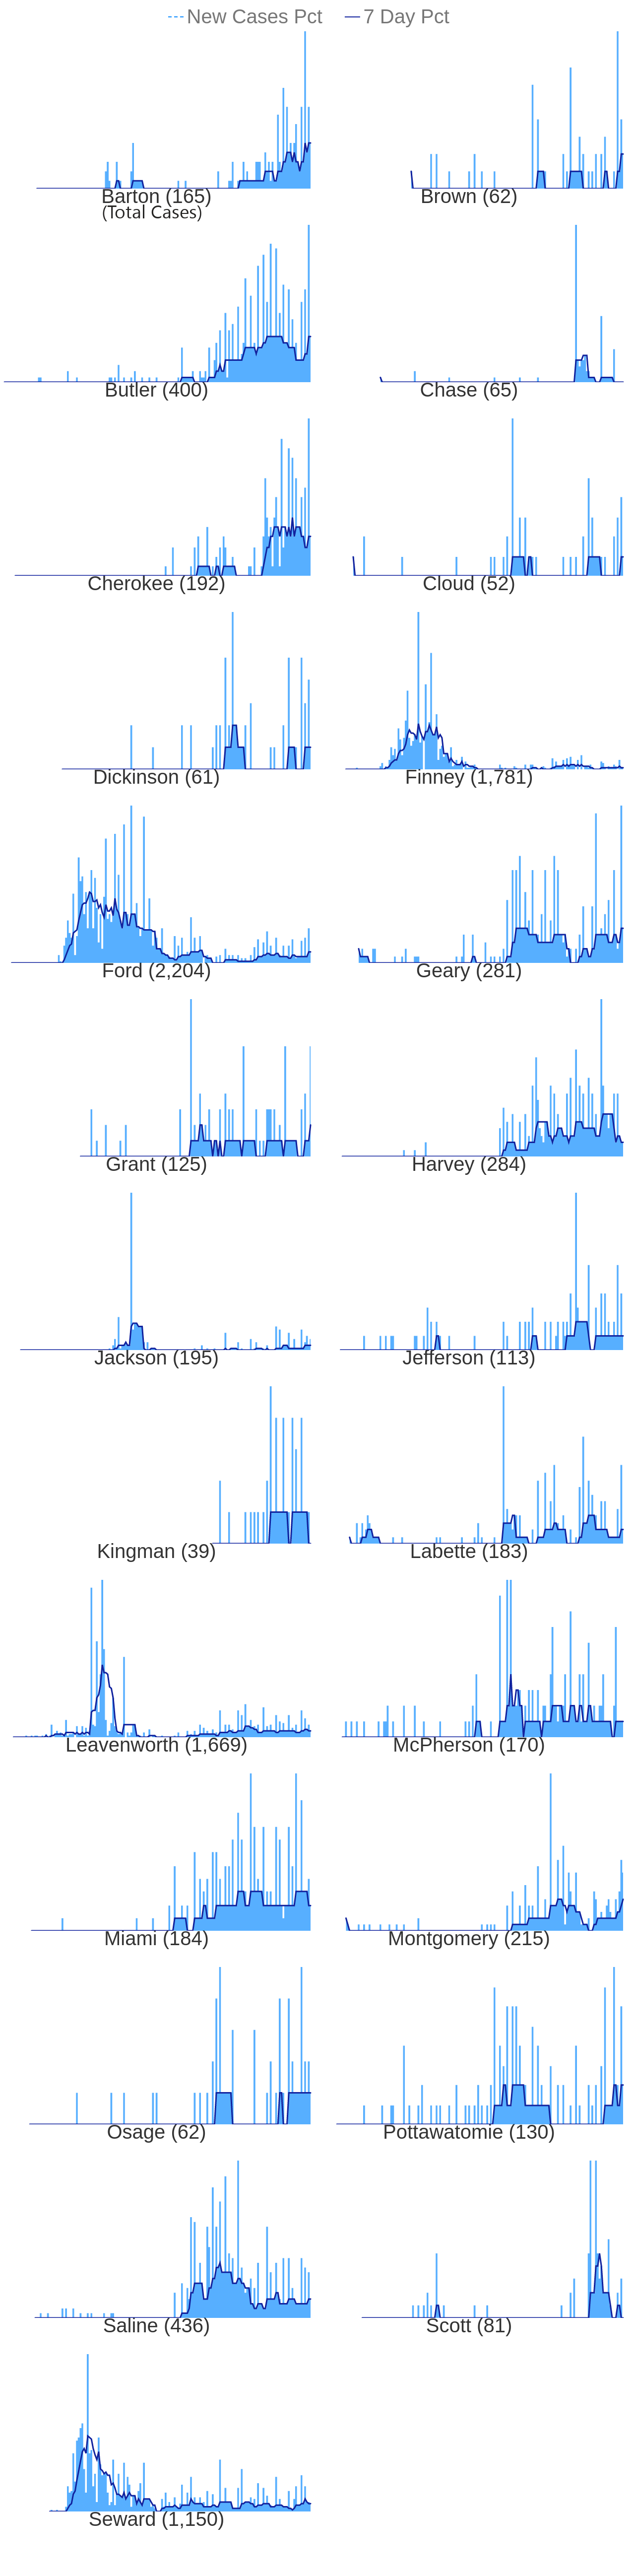 New Cases Pct 7 Day Pct
Barton (165) Brown (62)
(Total Cases)
Butler (400) Chase (65)
Cherokee (192) Cloud (52)
Dickinson (61) Finney (1,781)
Ford (2,204) Geary (281)
Grant (125) Harvey (284)
Jackson (195) Jefferson (113)
Kingman (39) Labette (183)
Leavenworth (1,669) McPherson (170)
Miami (184) Montgomery (215)
Osage (62) Pottawatomie (130)
Saline (436) Scott (81)
Seward (1,150)